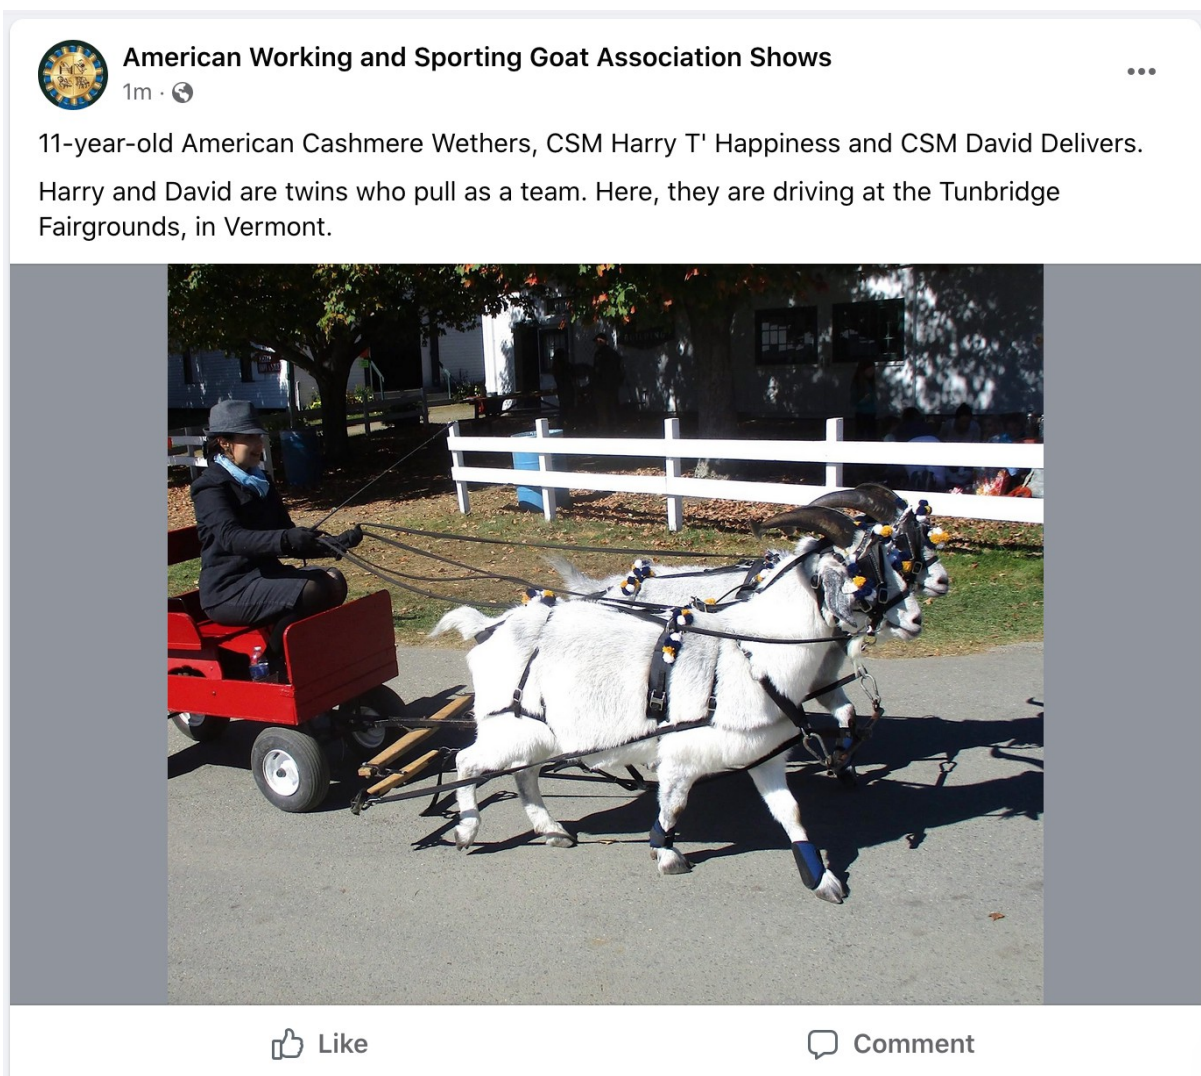 American Working and Sporting Goat Association Shows
1m ·
11-year-old American Cashmere Wethers, CSM Harry T' Happiness and CSM David Delivers.
Harry and David are twins who pull as a team. Here, they are driving at the Tunbridge
Fairgrounds, in Vermont.
Like
Comment